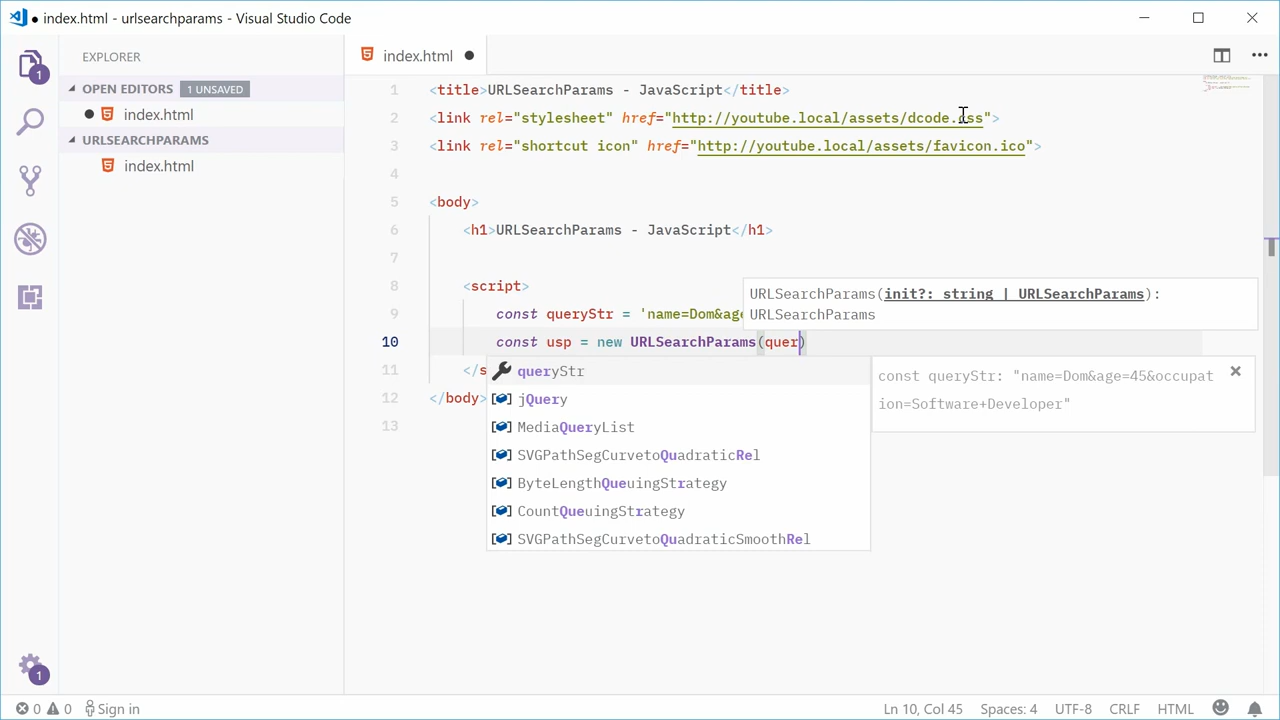 ● index.html - urlsearchparams - Visual Studio Code
EXPLORER
OPEN EDITORS 1 UNSAVED
● index.html
URLSEARCHPARAMS
index.html
1
1
index.html ●
1 <title>URLSearchParams - JavaScript</title>
2 <link rel="stylesheet" href="http://youtube.local/assets/dcode.css">
3 <link rel="shortcut icon" href="http://youtube.local/assets/favicon.ico">
4
5 <body>
6 <h1>URLSearchParams - JavaScript</h1>
7
8 <script>
9 const queryStr = 'name=Dom&age
10 const usp = new URLSearchParams(quer)
11 </s
12 </body>
13
URLSearchParams(init?: string | URLSearchParams):
URLSearchParams
queryStr
jQuery
MediaQueryList
SVGPathSegCurvetoQuadraticRel
ByteLengthQueuingStrategy
CountQueuingStrategy
SVGPathSegCurvetoQuadraticSmoothRel
const queryStr: "name=Dom&age=45&occupat
ion=Software+Developer"
0 0 Sign in Ln 10, Col 45 Spaces: 4 UTF-8 CRLF HTML